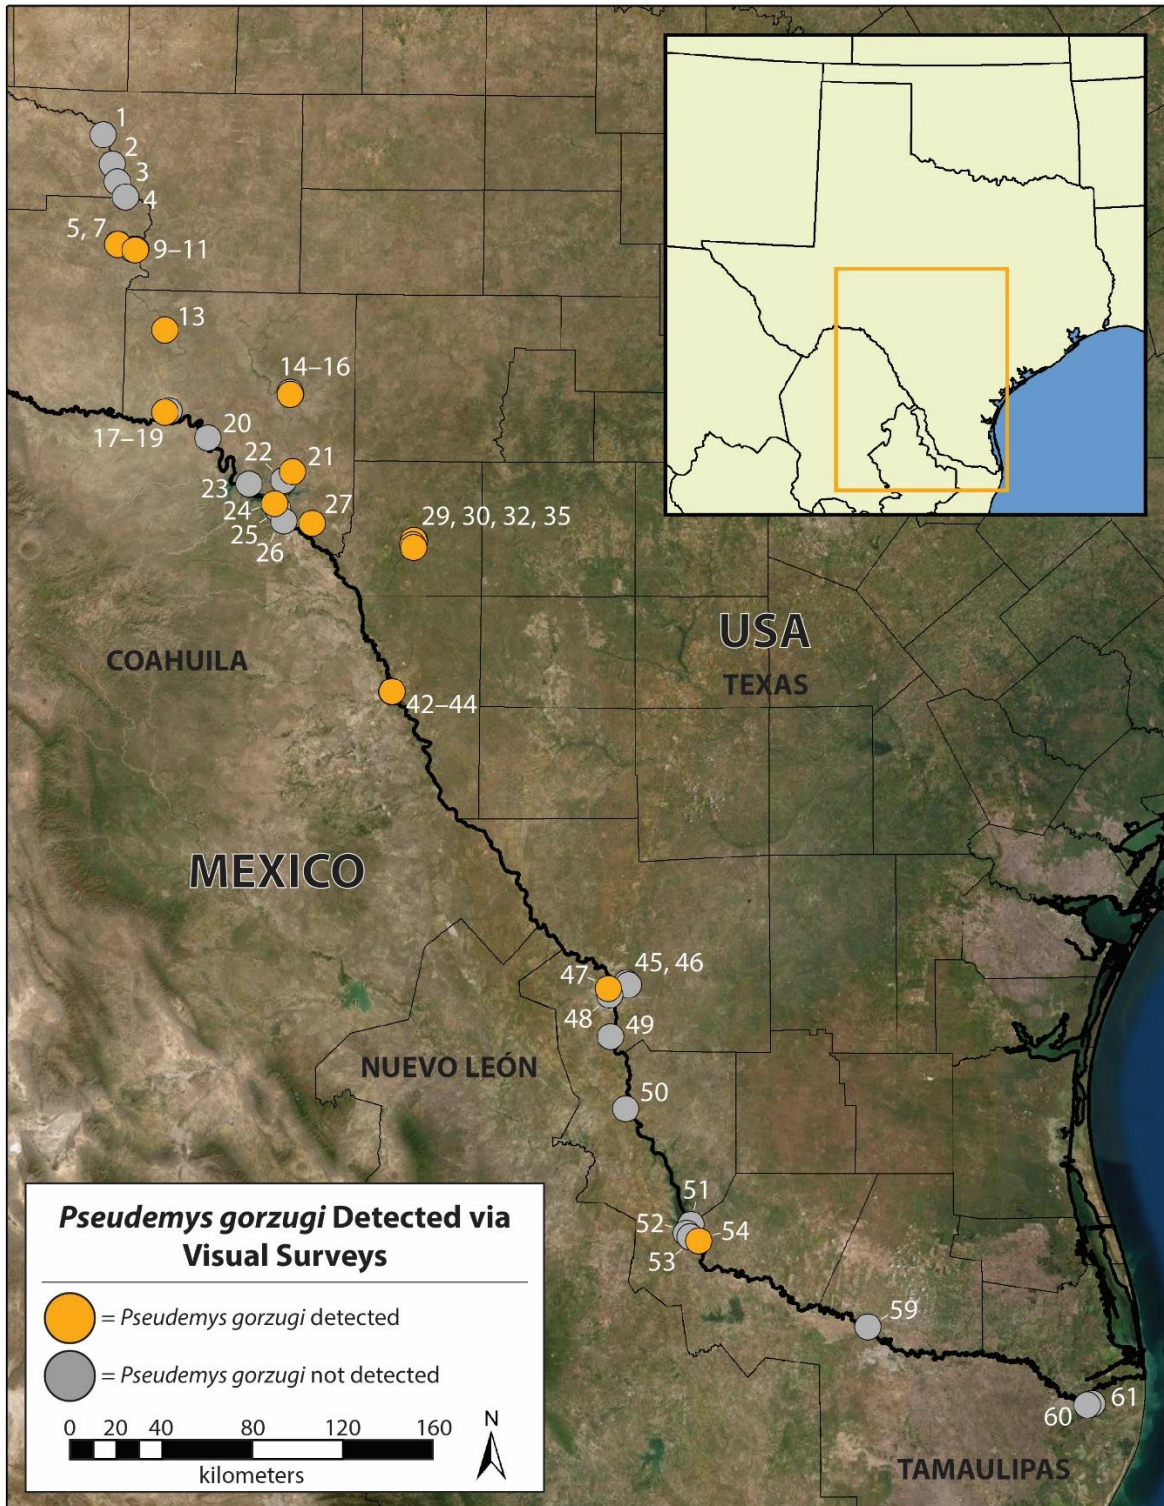 1
2
3
4
5, 7
9–11
13
14–16
17–19
20
22
21
23
24
27
25
26
29, 30, 32, 35
USA
TEXAS
COAHUILA
42–44
MEXICO
47
45, 46
48
49
NUEVO LEÓN
50
51
52
54
53
59
60
61
TAMAULIPAS
Pseudemys gorzugi Detected via
Visual Surveys
= Pseudemys gorzugi detected
= Pseudemys gorzugi not detected
0 20 40 80 120 160
kilometers
N